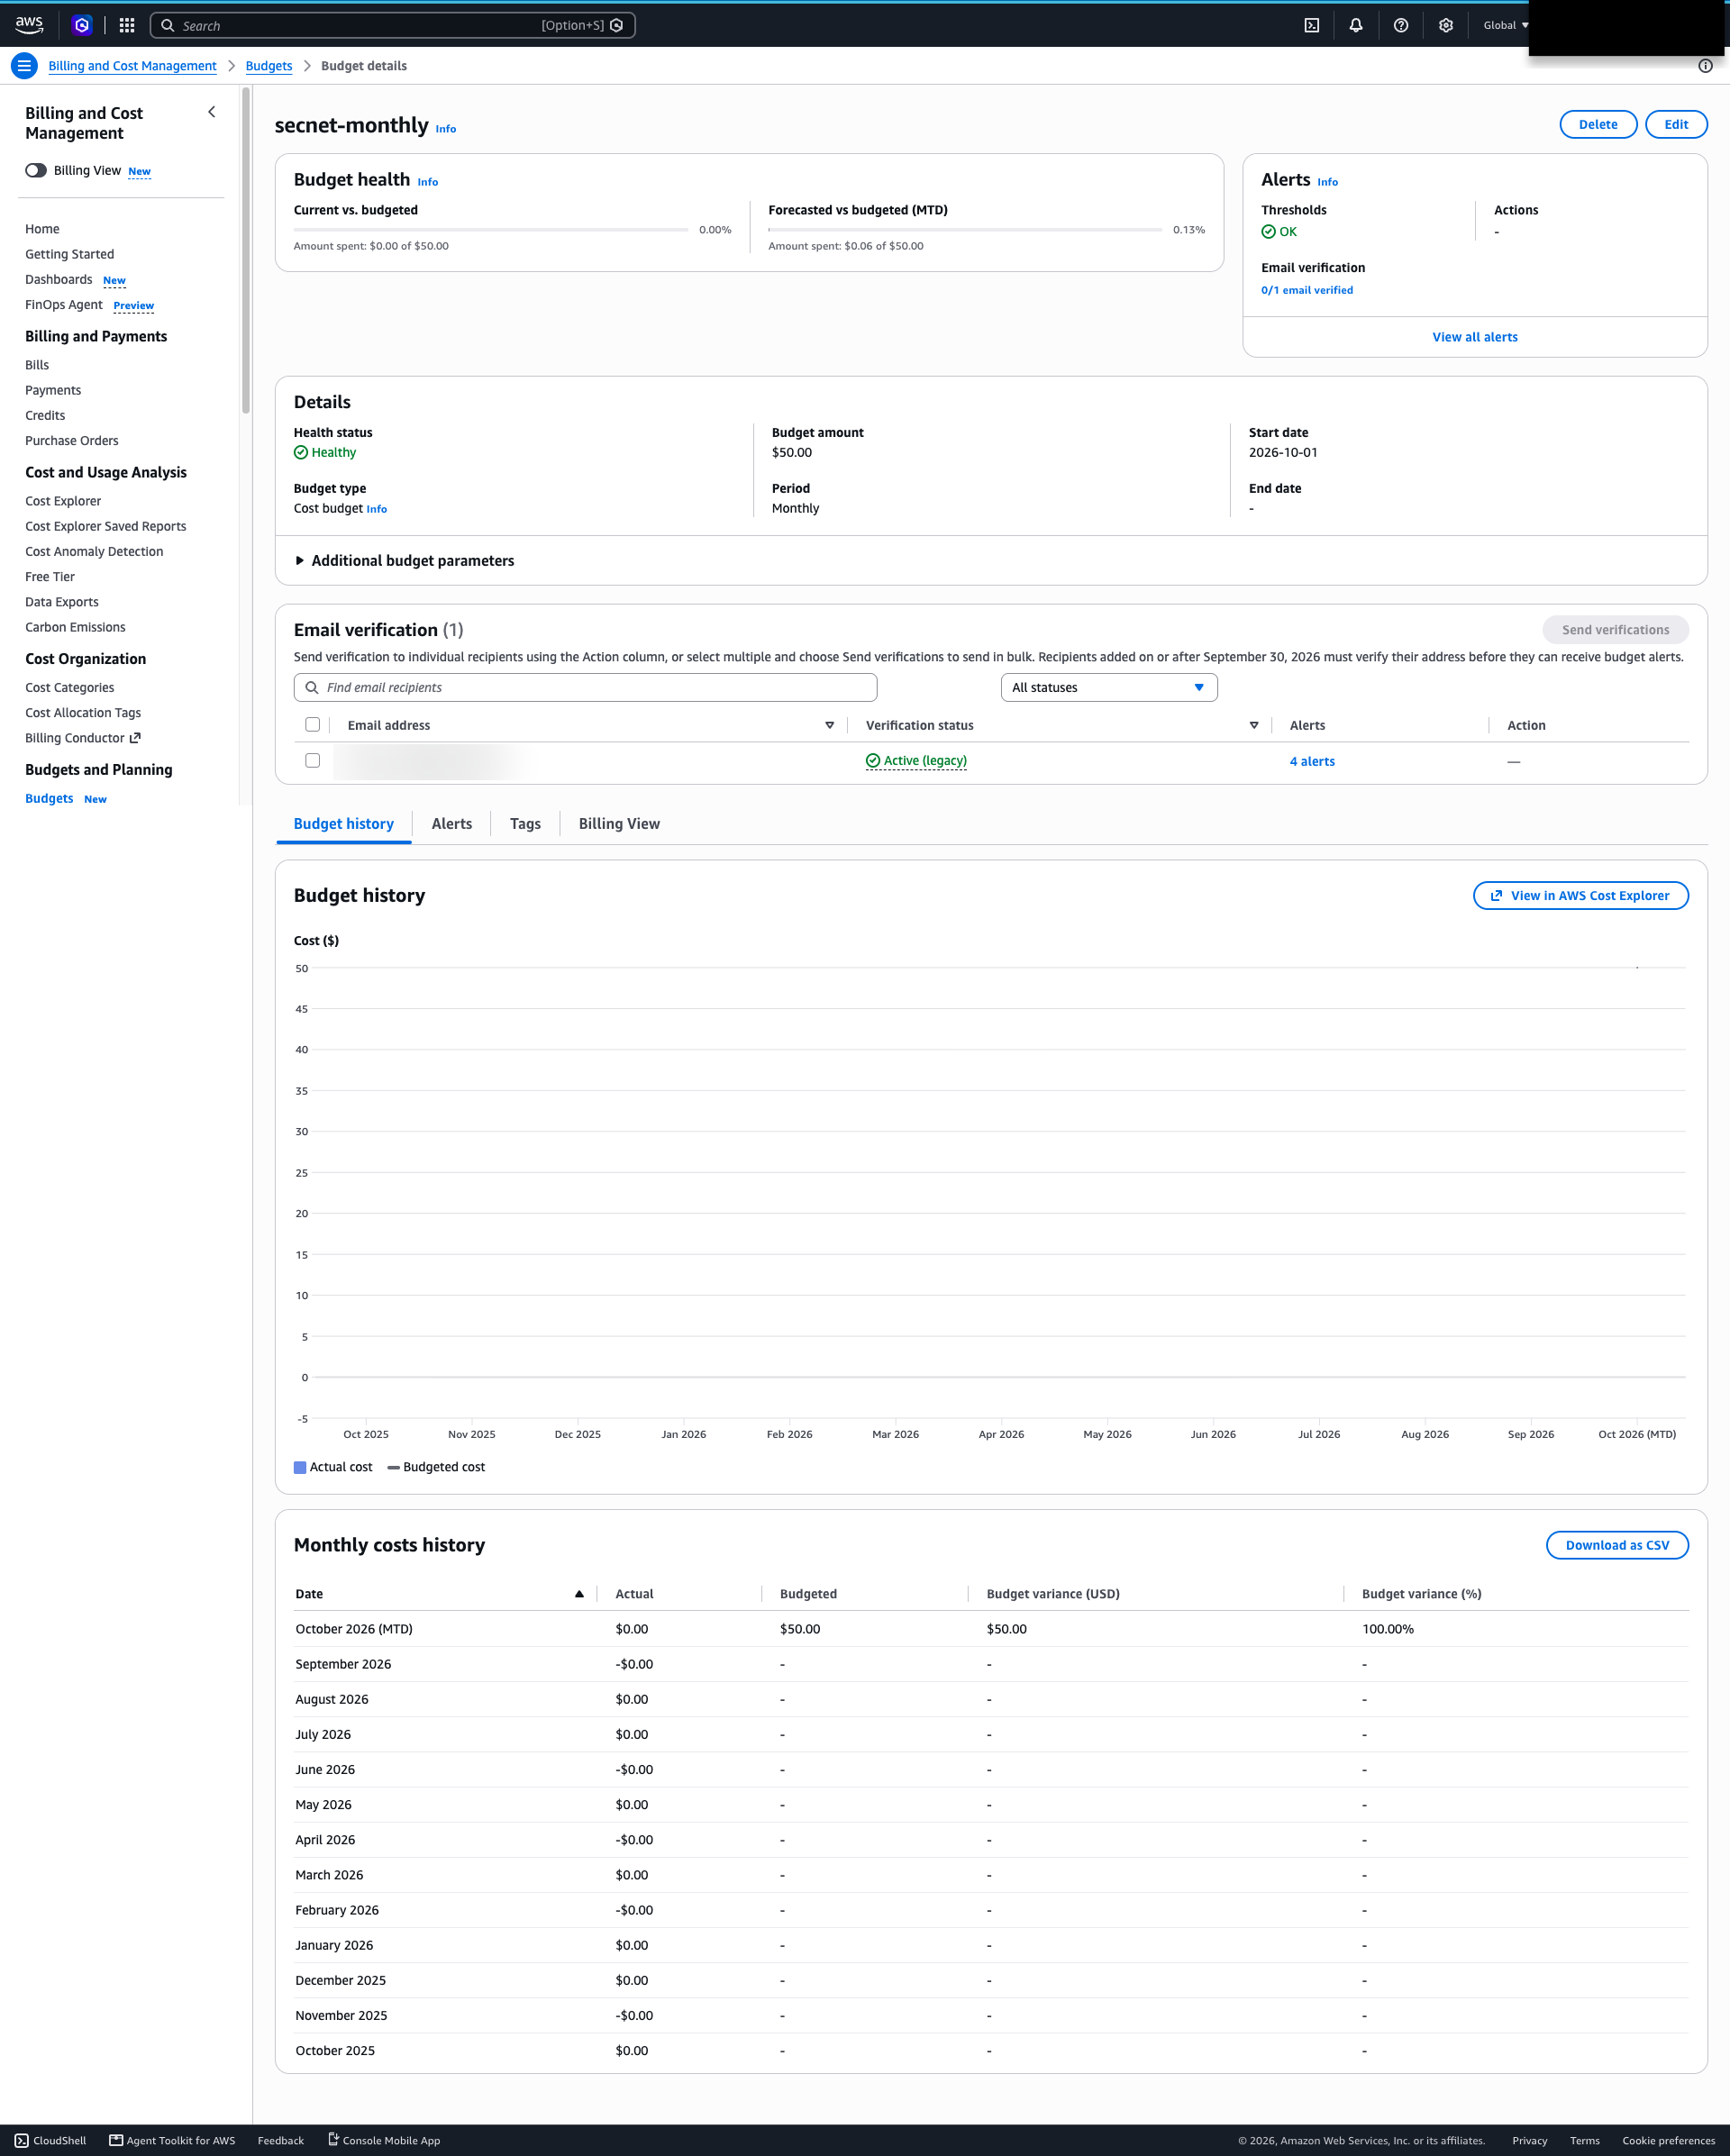 aws
Search
[Option+S]
Global
Billing and Cost Management
Budgets
Budget details
Billing and Cost Management
Billing View New
Home
Getting Started
Dashboards New
FinOps Agent Preview
Billing and Payments
Bills
Payments
Credits
Purchase Orders
Cost and Usage Analysis
Cost Explorer
Cost Explorer Saved Reports
Cost Anomaly Detection
Free Tier
Data Exports
Carbon Emissions
Cost Organization
Cost Categories
Cost Allocation Tags
Billing Conductor
Budgets and Planning
Budgets New
secnet-monthly Info
Delete
Edit
Budget health Info
Current vs. budgeted
0.00%
Amount spent: $0.00 of $50.00
Forecasted vs budgeted (MTD)
0.13%
Amount spent: $0.06 of $50.00
Alerts Info
Thresholds
OK
Actions
-
Email verification
0/1 email verified
View all alerts
Details
Health status
Healthy
Budget type
Cost budget Info
Budget amount
$50.00
Period
Monthly
Start date
2026-10-01
End date
-
Additional budget parameters
Email verification (1)
Send verifications
Send verification to individual recipients using the Action column, or select multiple and choose Send verifications to send in bulk. Recipients added on or after September 30, 2026 must verify their address before they can receive budget alerts.
Find email recipients
All statuses
Email address Verification status Alerts Action
Active (legacy) 4 alerts —
Budget history Alerts Tags Billing View
Budget history
View in AWS Cost Explorer
Cost ($)
50
45
40
35
30
25
20
15
10
5
0
-5
Oct 2025 Nov 2025 Dec 2025 Jan 2026 Feb 2026 Mar 2026 Apr 2026 May 2026 Jun 2026 Jul 2026 Aug 2026 Sep 2026 Oct 2026 (MTD)
Actual cost Budgeted cost
Monthly costs history
Download as CSV
Date Actual Budgeted Budget variance (USD) Budget variance (%)
October 2026 (MTD) $0.00 $50.00 $50.00 100.00%
September 2026 -$0.00 - - -
August 2026 $0.00 - - -
July 2026 $0.00 - - -
June 2026 -$0.00 - - -
May 2026 $0.00 - - -
April 2026 -$0.00 - - -
March 2026 $0.00 - - -
February 2026 -$0.00 - - -
January 2026 $0.00 - - -
December 2025 $0.00 - - -
November 2025 -$0.00 - - -
October 2025 $0.00 - - -
CloudShell Agent Toolkit for AWS Feedback Console Mobile App
© 2026, Amazon Web Services, Inc. or its affiliates. Privacy Terms Cookie preferences